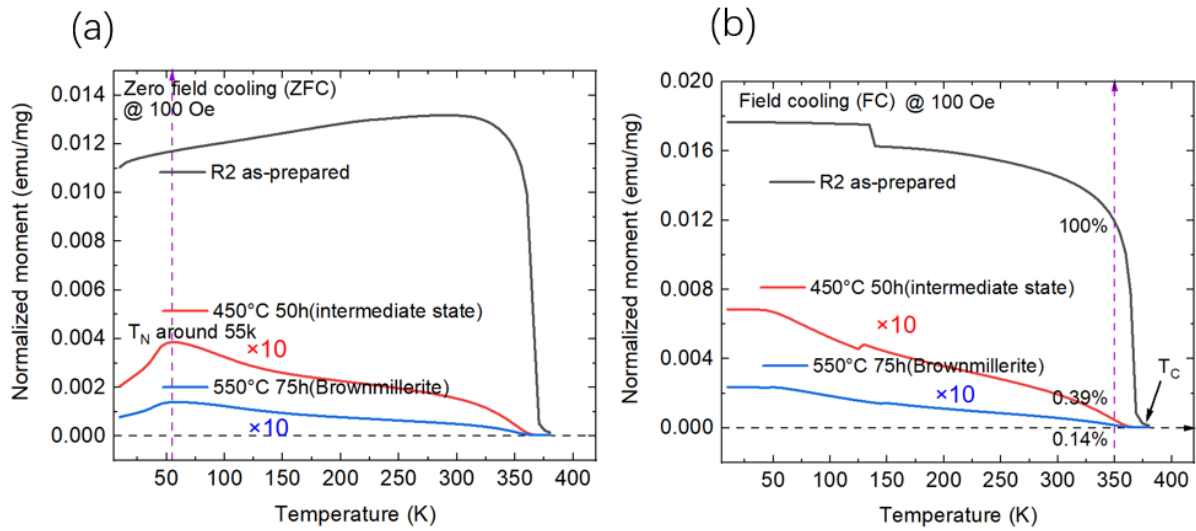 (a)
Zero field cooling (ZFC)
@ 100 Oe
R2 as-prepared
450°C 50h(intermediate state)
T_N around 55k
×10
550°C 75h(Brownmillerite)
×10
0.014
0.012
0.010
0.008
0.006
0.004
0.002
0.000
Normalized moment (emu/mg)
50 100 150 200 250 300 350 400
Temperature (K)
(b)
Field cooling (FC) @ 100 Oe
R2 as-prepared
100%
450°C 50h(intermediate state)
×10
T_C
550°C 75h(Brownmillerite)
0.39%
×10
0.14%
0.020
0.016
0.012
0.008
0.004
0.000
Normalized moment (emu/mg)
50 100 150 200 250 300 350 400
Temperature (K)